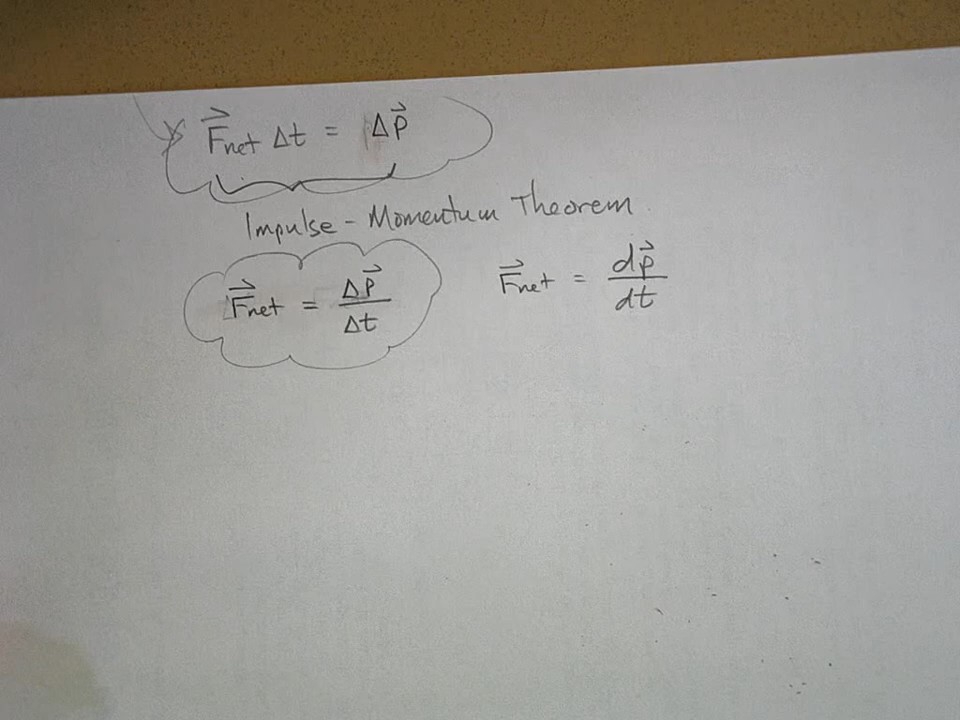 F⃗net Δt = Δp⃗
Impulse - Momentum Theorem
F⃗net = Δp⃗/Δt
F⃗net = dp⃗/dt